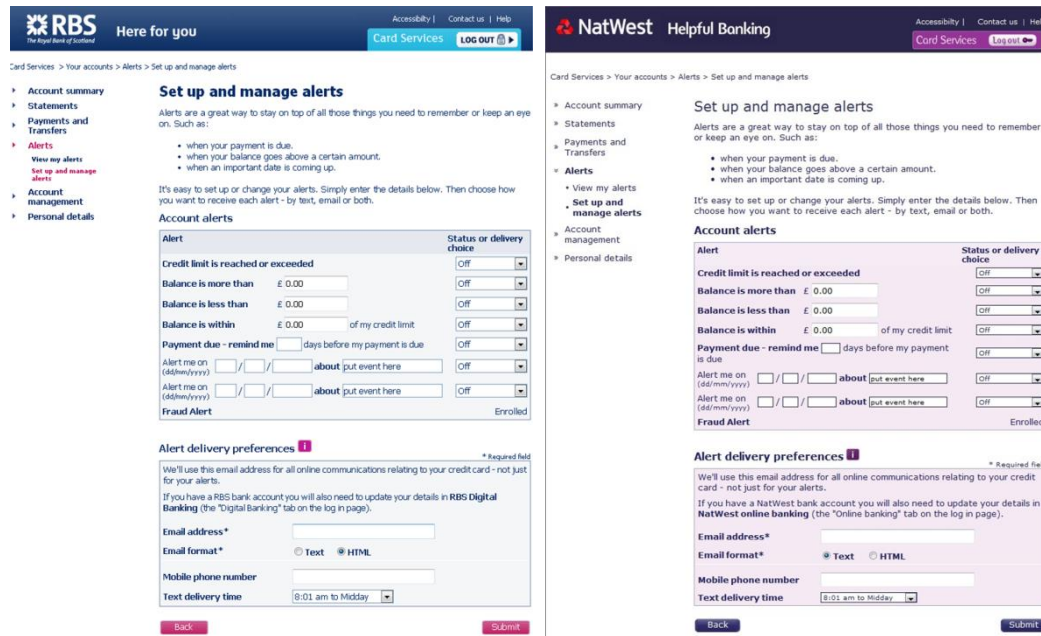 RBS
The Royal Bank of Scotland
Here for you
Accessibilty | Contact us | Help
Card Services LOG OUT
Card Services > Your accounts > Alerts > Set up and manage alerts
Account summary
Statements
Payments and
Transfers
Alerts
View my alerts
Set up and manage
alerts
Account
management
Personal details
Set up and manage alerts
Alerts are a great way to stay on top of all those things you need to remember or keep an eye
on. Such as:
• when your payment is due.
• when your balance goes above a certain amount.
• when an important date is coming up.
It's easy to set up or change your alerts. Simply enter the details below. Then choose how
you want to receive each alert - by text, email or both.
Account alerts
Alert Status or delivery
choice
Credit limit is reached or exceeded Off
Balance is more than £ 0.00 Off
Balance is less than £ 0.00 Off
Balance is within £ 0.00 of my credit limit Off
Payment due - remind me days before my payment is due Off
Alert me on
(dd/mm/yyyy) / / about put event here Off
Alert me on
(dd/mm/yyyy) / / about put event here Off
Fraud Alert Enrolled
Alert delivery preferences i
* Required field
We'll use this email address for all online communications relating to your credit card - not just
for your alerts.
If you have a RBS bank account you will also need to update your details in RBS Digital
Banking (the "Digital Banking" tab on the log in page).
Email address*
Email format* Text HTML
Mobile phone number
Text delivery time 8:01 am to Midday
Back Submit
NatWest Helpful Banking
Accessibility | Contact us | Hel
Card Services Log out
Card Services > Your accounts > Alerts > Set up and manage alerts
» Account summary
» Statements
» Payments and
Transfers
Alerts
• View my alerts
• Set up and
manage alerts
» Account
management
» Personal details
Set up and manage alerts
Alerts are a great way to stay on top of all those things you need to remember
or keep an eye on. Such as:
• when your payment is due.
• when your balance goes above a certain amount.
• when an important date is coming up.
It's easy to set up or change your alerts. Simply enter the details below. Then
choose how you want to receive each alert - by text, email or both.
Account alerts
Alert Status or delivery
choice
Credit limit is reached or exceeded Off
Balance is more than £ 0.00 Off
Balance is less than £ 0.00 Off
Balance is within £ 0.00 of my credit limit Off
Payment due - remind me days before my payment
is due Off
Alert me on
(dd/mm/yyyy) / / about put event here Off
Alert me on
(dd/mm/yyyy) / / about put event here Off
Fraud Alert Enrolled
Alert delivery preferences i
* Required fiel
We'll use this email address for all online communications relating to your credit
card - not just for your alerts.
If you have a NatWest bank account you will also need to update your details in
NatWest online banking (the "Online banking" tab on the log in page).
Email address*
Email format* Text HTML
Mobile phone number
Text delivery time 8:01 am to Midday
Back Submit